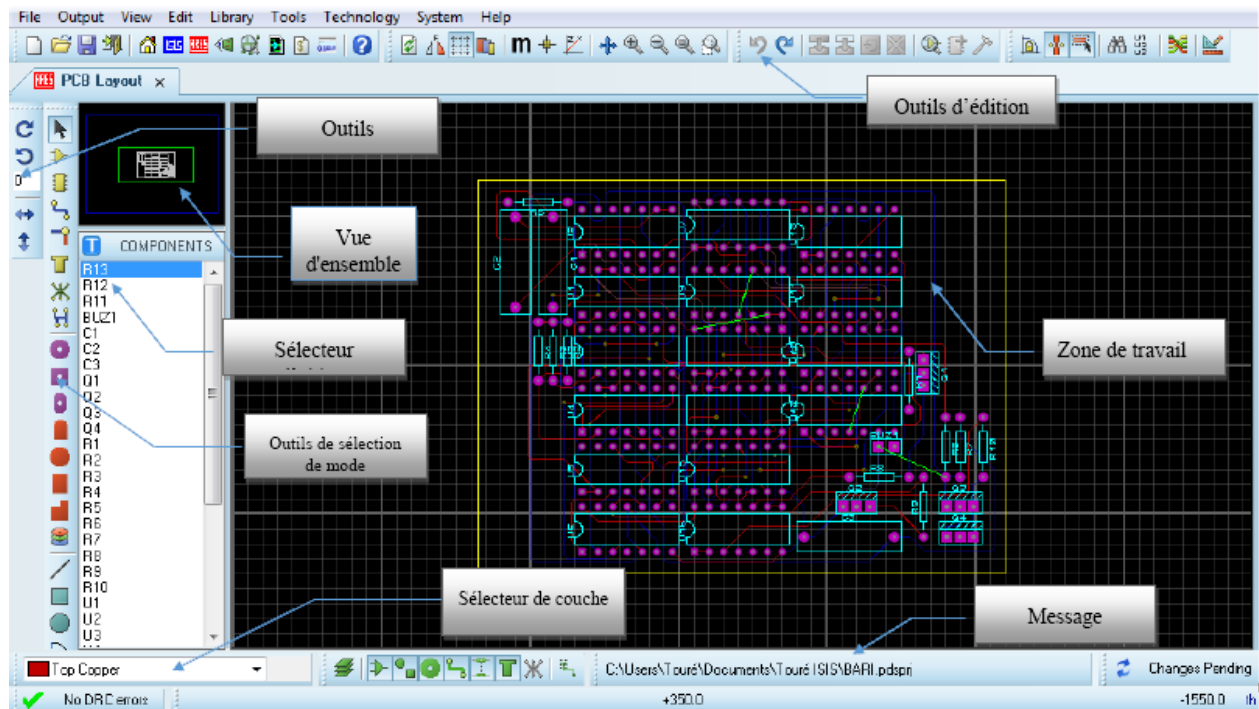 File Output View Edit Library Tools Technology System Help
PCB Layout
Outils d'édition
Outils
Vue
d'ensemble
COMPONENTS
R13
R12
R11
BUZ1
C1
C2
C3
Q1
Q2
Q3
Q4
R1
R2
R3
R4
R5
R6
R7
R8
R9
R10
U1
U2
U3
Sélecteur
Zone de travail
Outils de sélection
de mode
Sélecteur de couche
Message
Top Copper
C:\Users\Touré\Documents\Touré ISIS\BARI.pdsprj
Changes Pending
No DRC errors
+350.0
-1550.0
th